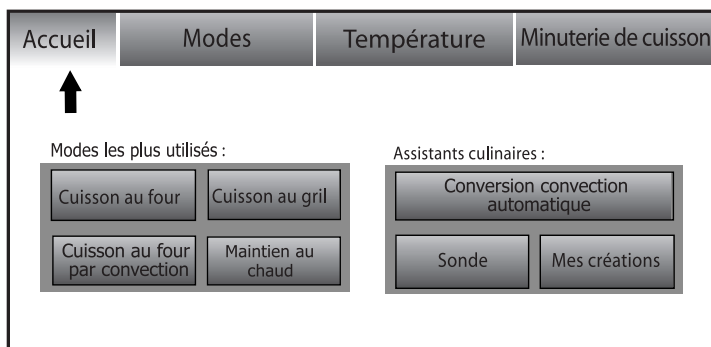 Accueil
Modes
Température
Minuterie de cuisson
Modes les plus utilisés :
Cuisson au four
Cuisson au gril
Cuisson au four
par convection
Maintien au
chaud
Assistants culinaires :
Conversion convection
automatique
Sonde
Mes créations